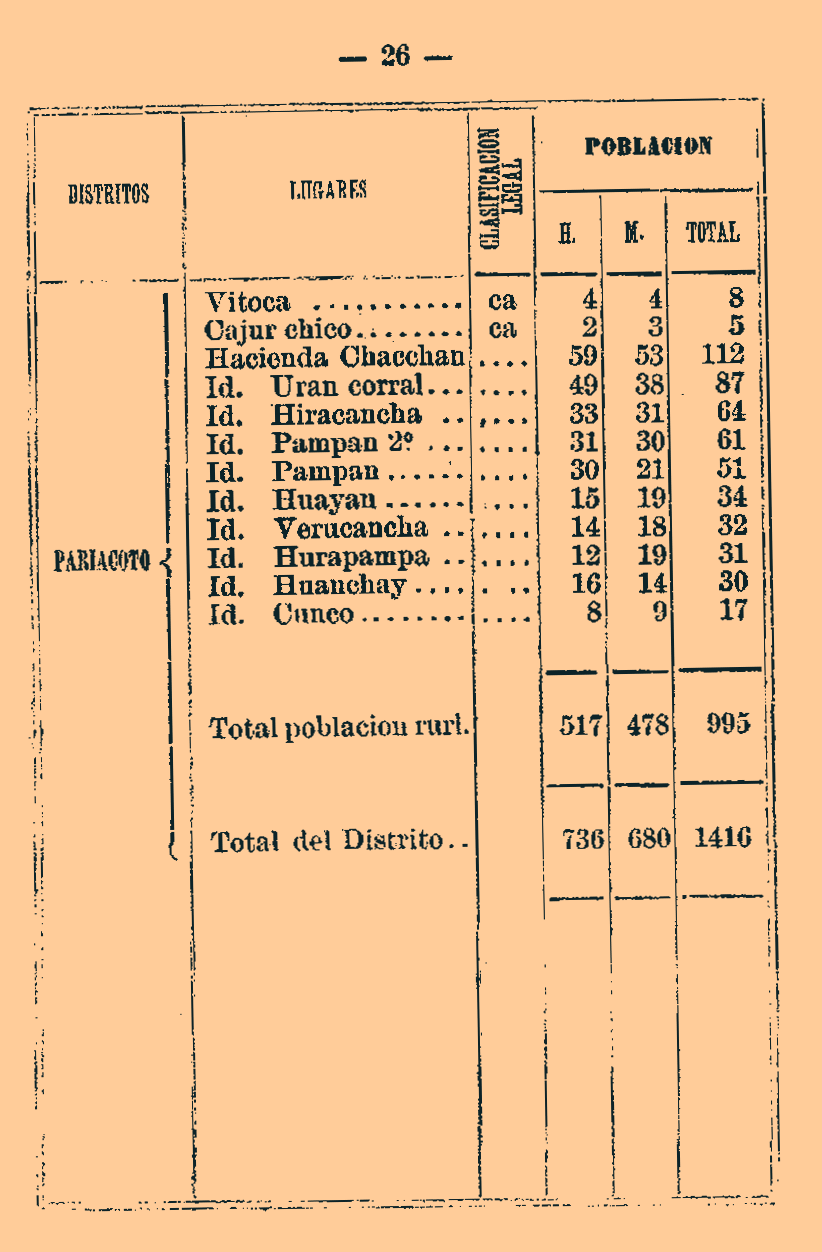 — 26 —
DISTRITOS LUGARES CLASIFICACION LEGAL POBLACION
H. M. TOTAL
Vitoca ........... ca 4 4 8
Cajur chico........ ca 2 3 5
Hacienda Chacchan .... 59 53 112
Id. Uran corral... .... 49 38 87
Id. Hiracancha .. .... 33 31 64
Id. Pampan 2º ... .... 31 30 61
Id. Pampan ...... .... 30 21 51
Id. Huayan ...... .... 15 19 34
Id. Verucancha .. .... 14 18 32
PARIACOTO Id. Hurapampa .. .... 12 19 31
Id. Huanchay .... . .. 16 14 30
Id. Cunco ........ .... 8 9 17
Total poblacion rurl. 517 478 995
Total del Distrito.. 736 680 1416